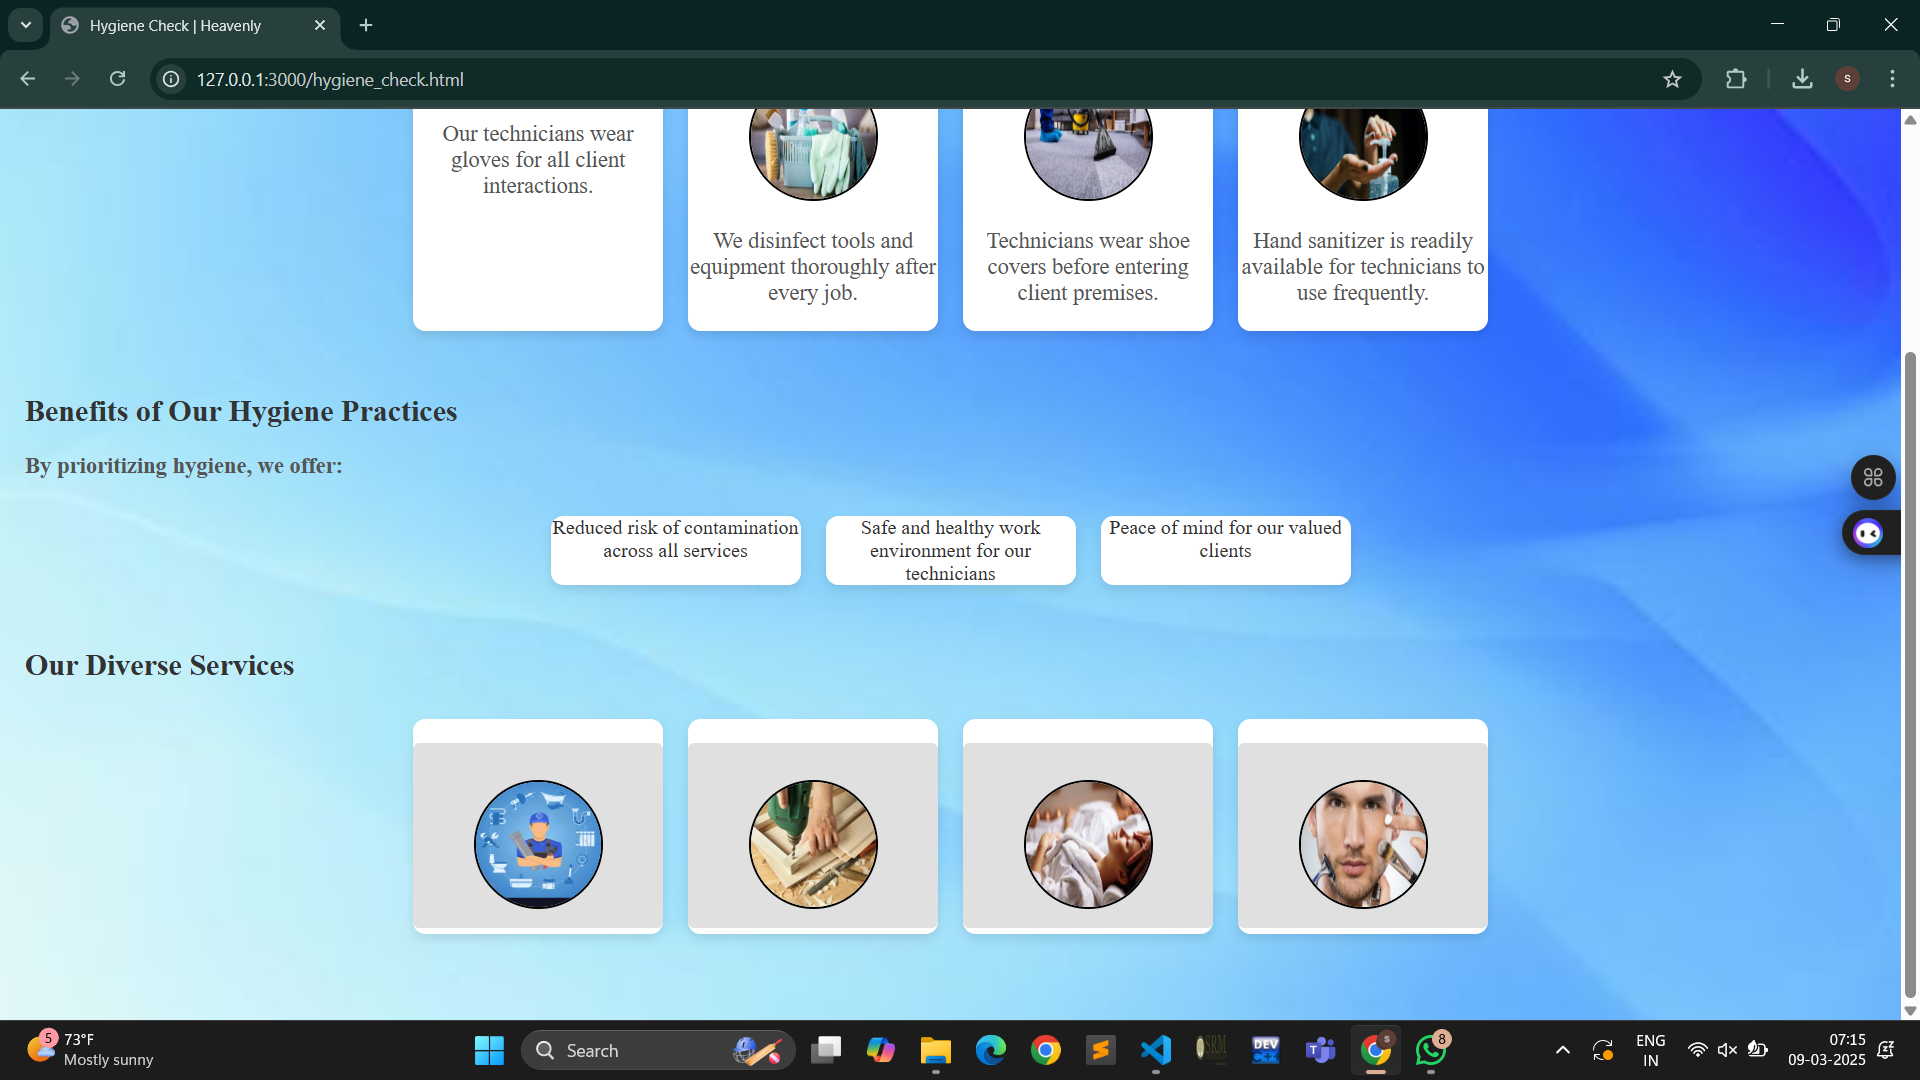 Hygiene Check | Heavenly
127.0.0.1:3000/hygiene_check.html
S
Our technicians wear
gloves for all client
interactions.
We disinfect tools and
equipment thoroughly after
every job.
Technicians wear shoe
covers before entering
client premises.
Hand sanitizer is readily
available for technicians to
use frequently.
Benefits of Our Hygiene Practices
By prioritizing hygiene, we offer:
Reduced risk of contamination
across all services
Safe and healthy work
environment for our
technicians
Peace of mind for our valued
clients
Our Diverse Services
5
73°F
Mostly sunny
Search
SRM
DEV
C++
T
S
8
ENG
IN
07:15
09-03-2025